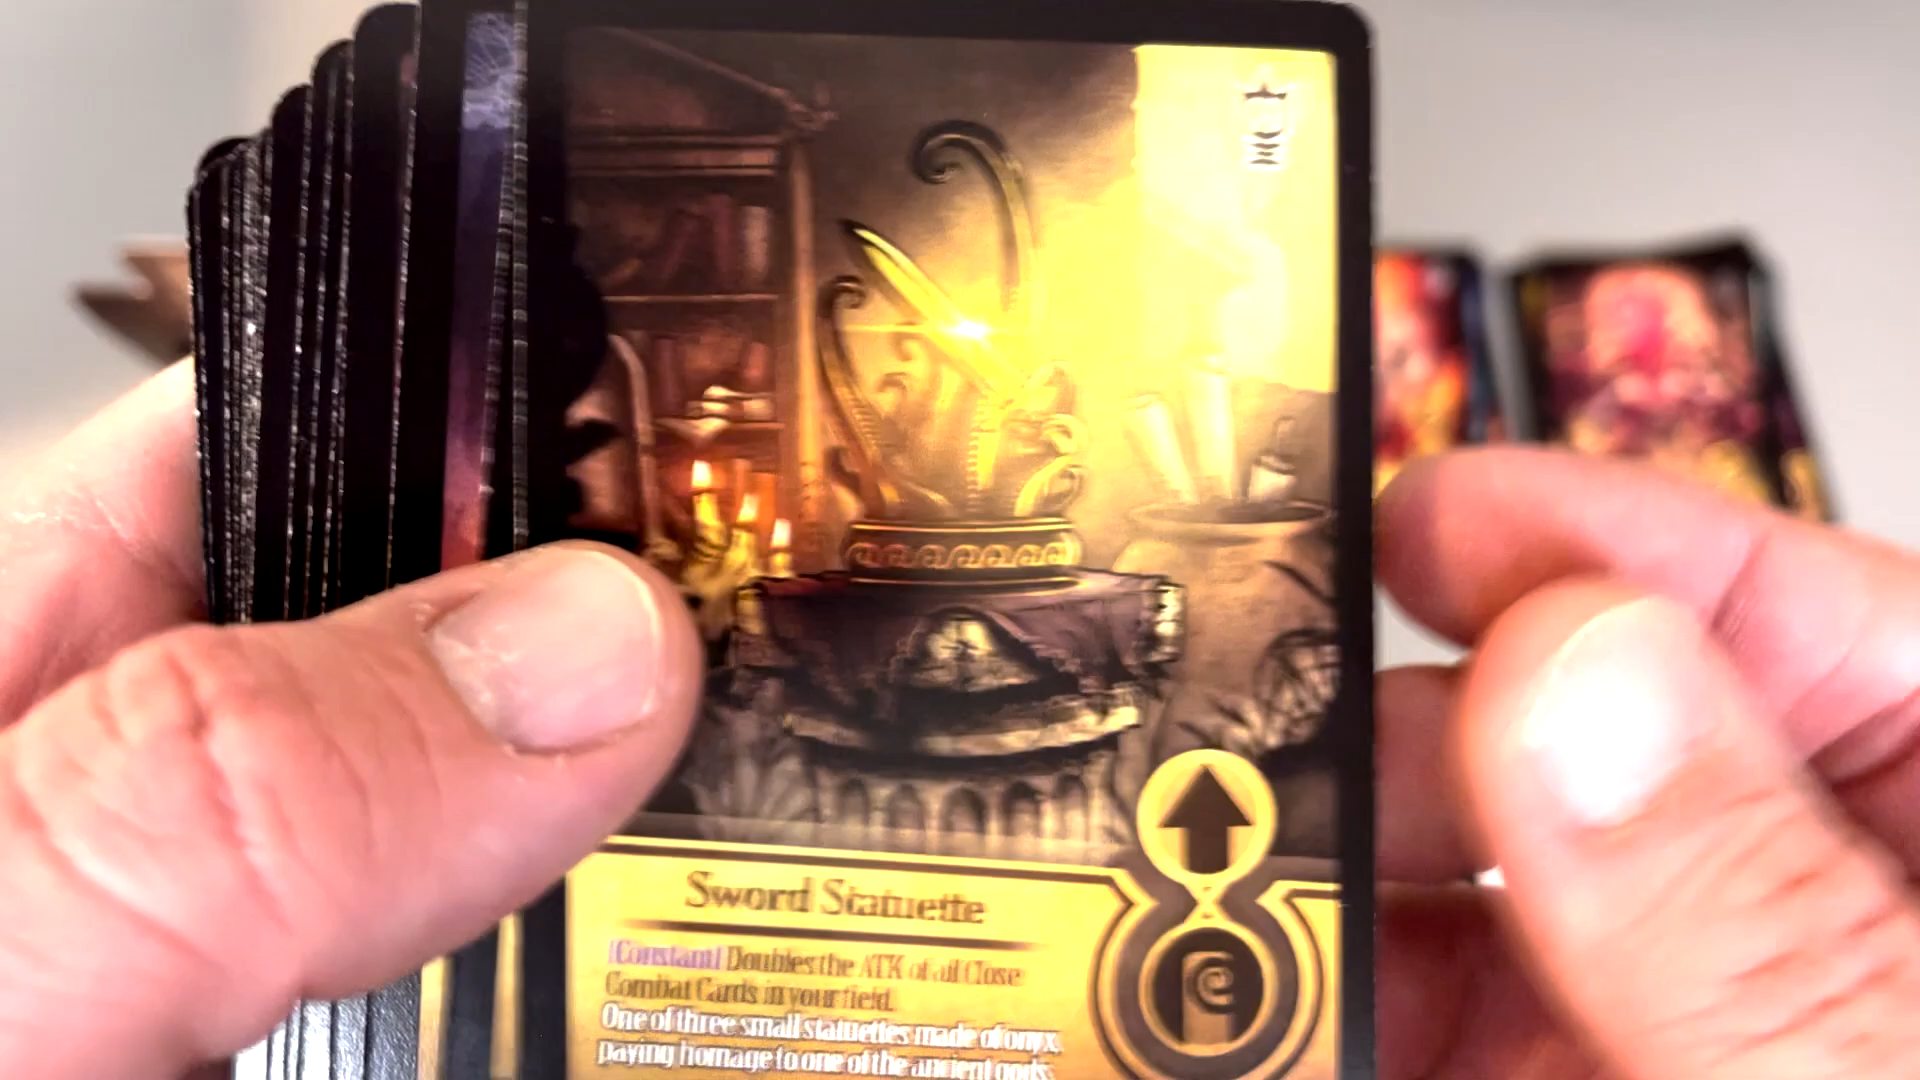 Sword Statuette
[Constant] Doubles the ATK of all Close
Combat Cards in your field.
One of three small statuettes made of onyx,
paying homage to one of the ancient gods.